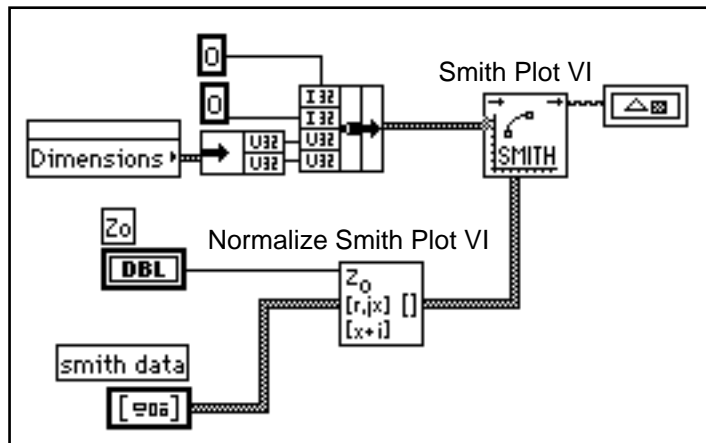 0
Smith Plot VI
0
I32
I32
U32
U32
U32
U32
Dimensions
SMITH
Zo
Normalize Smith Plot VI
DBL
Zo
[r,jx] []
[x+i]
smith data